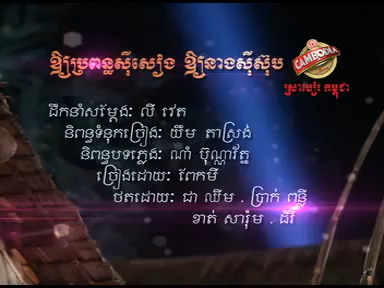 ឱ្យប្រពន្ធស៊ីសៀង ឱ្យនាងស៊ីស៊ុប
CAMBODIA
ស្រាបៀរ កម្ពុជា
ដឹកនាំសម្ដែងៈ លី វេត
និពន្ធទំនុកច្រៀងៈ យឹម តាស្រង់
និពន្ធបទភ្លេងៈ ណាំ ប៊ុណ្ណារ័ត្ន
ច្រៀងដោយៈ ពែកមី
ថតដោយៈ ជា ឈឹម . ប្រាក់ ពន្លឺ
ខាត់ សារ៉ុម . ដារី